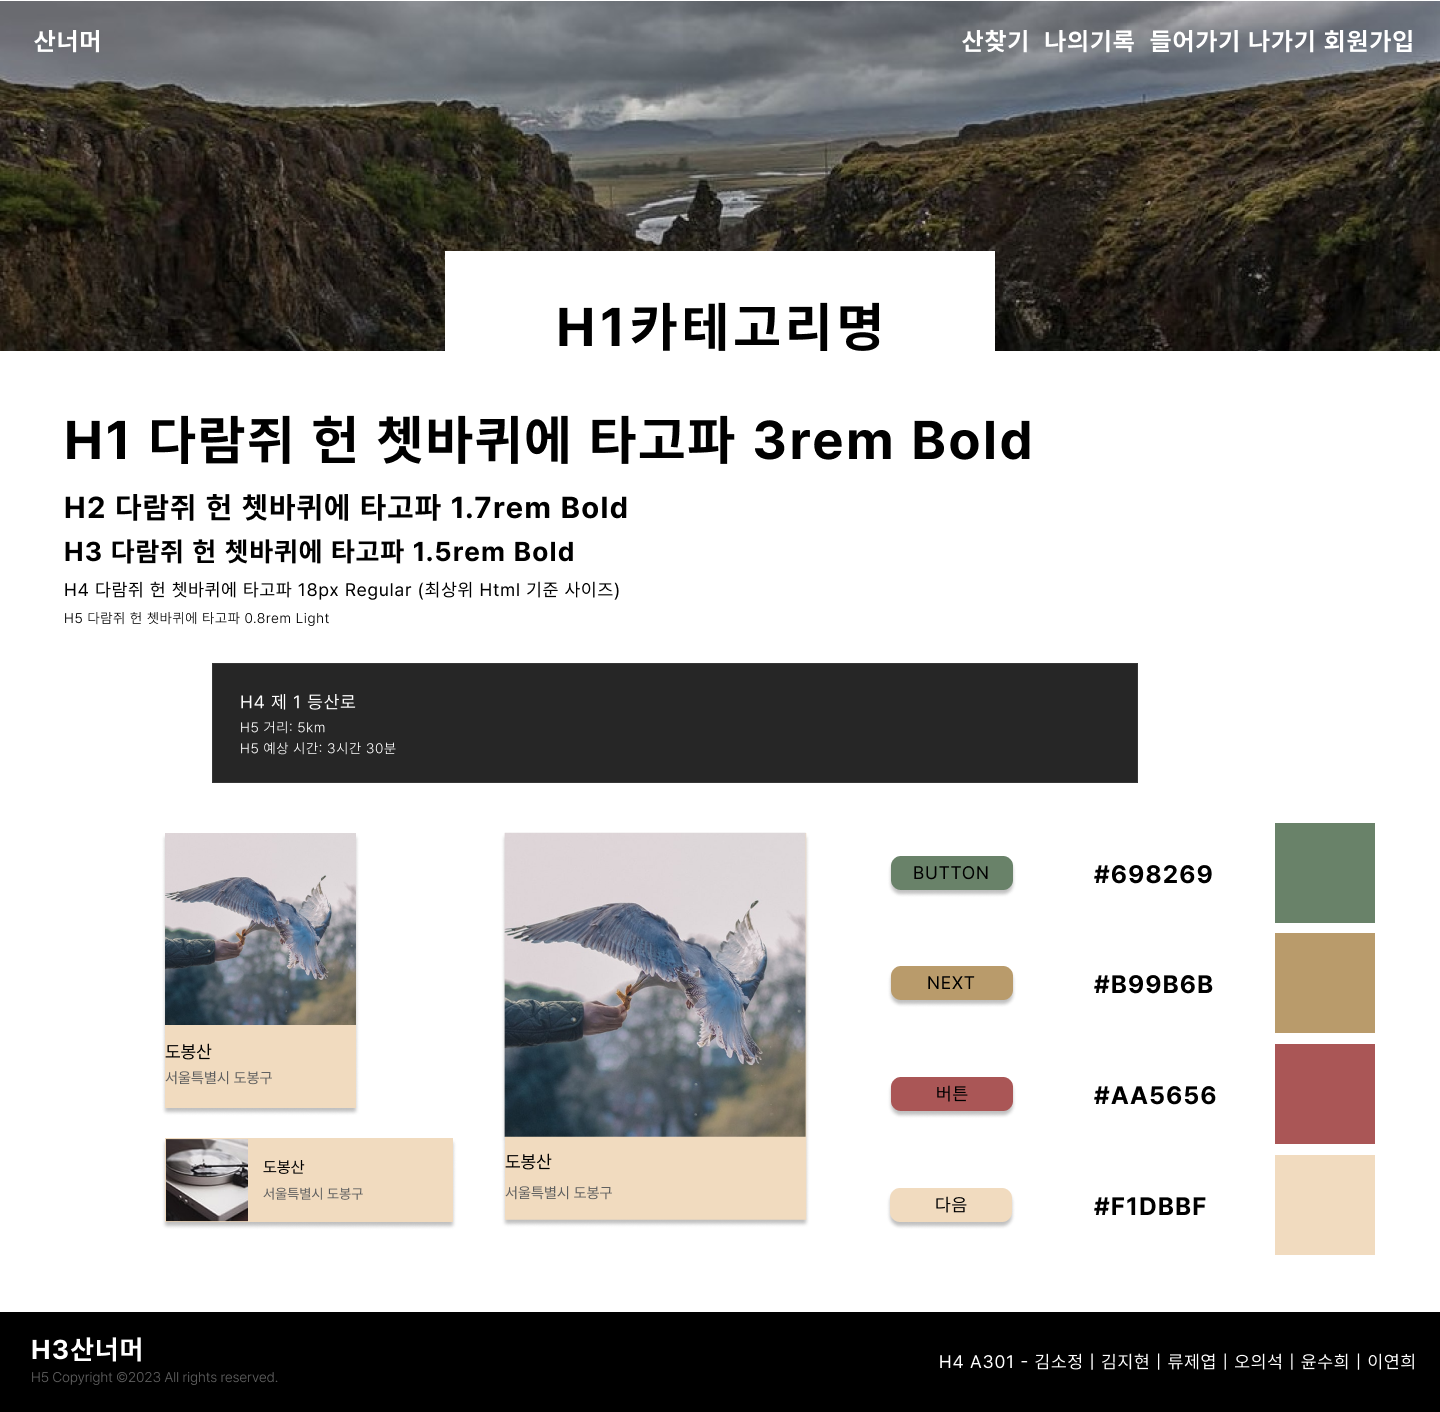 산너머
산찾기 나의기록 들어가기 나가기 회원가입
H1카테고리명
H1 다람쥐 헌 쳇바퀴에 타고파 3rem Bold
H2 다람쥐 헌 쳇바퀴에 타고파 1.7rem Bold
H3 다람쥐 헌 쳇바퀴에 타고파 1.5rem Bold
H4 다람쥐 헌 쳇바퀴에 타고파 18px Regular (최상위 Html 기준 사이즈)
H5 다람쥐 헌 쳇바퀴에 타고파 0.8rem Light
H4 제 1 등산로
H5 거리: 5km
H5 예상 시간: 3시간 30분
도봉산
서울특별시 도봉구
도봉산
서울특별시 도봉구
도봉산
서울특별시 도봉구
BUTTON
#698269
NEXT
#B99B6B
버튼
#AA5656
다음
#F1DBBF
H3산너머
H5 Copyright ©2023 All rights reserved.
H4 A301 - 김소정 | 김지현 | 류제엽 | 오의석 | 윤수희 | 이연희